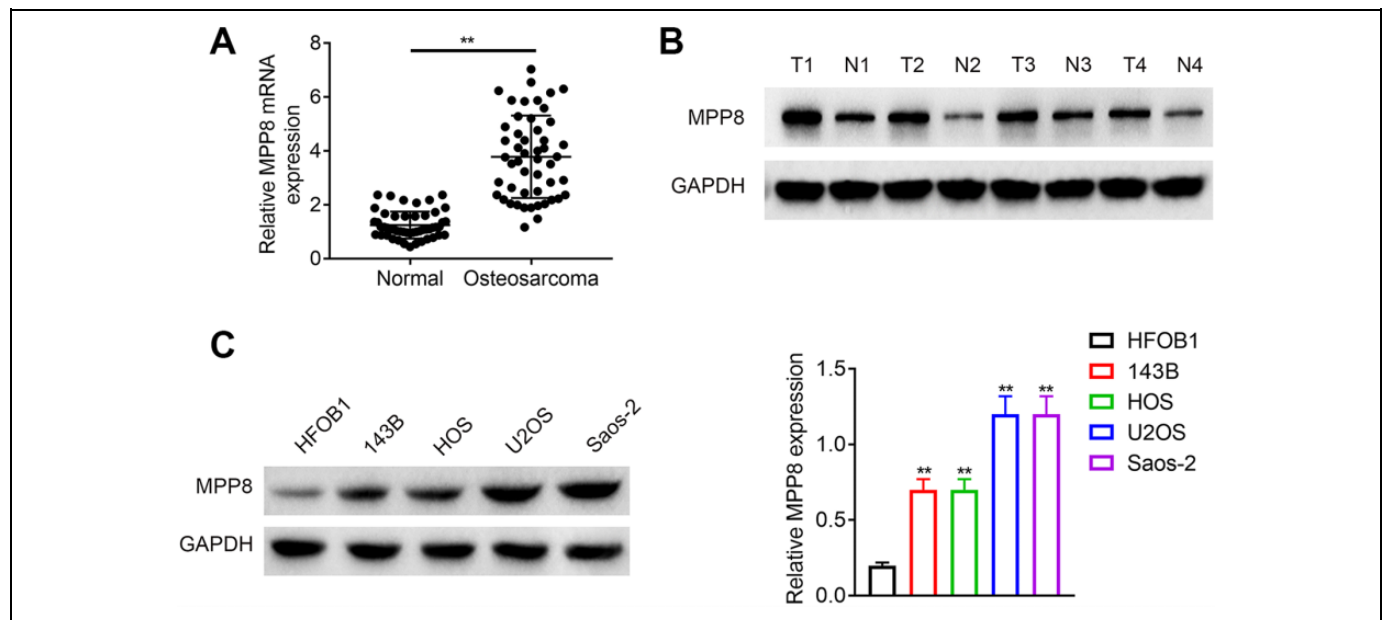 A
Relative MPP8 mRNA
expression
8
6
4
2
0
**
Normal Osteosarcoma
B
T1 N1 T2 N2 T3 N3 T4 N4
MPP8
GAPDH
C
HFOB1 143B HOS U2OS Saos-2
MPP8
GAPDH
Relative MPP8 expression
1.5
1.0
0.5
0.0
** ** ** **
HFOB1
143B
HOS
U2OS
Saos-2